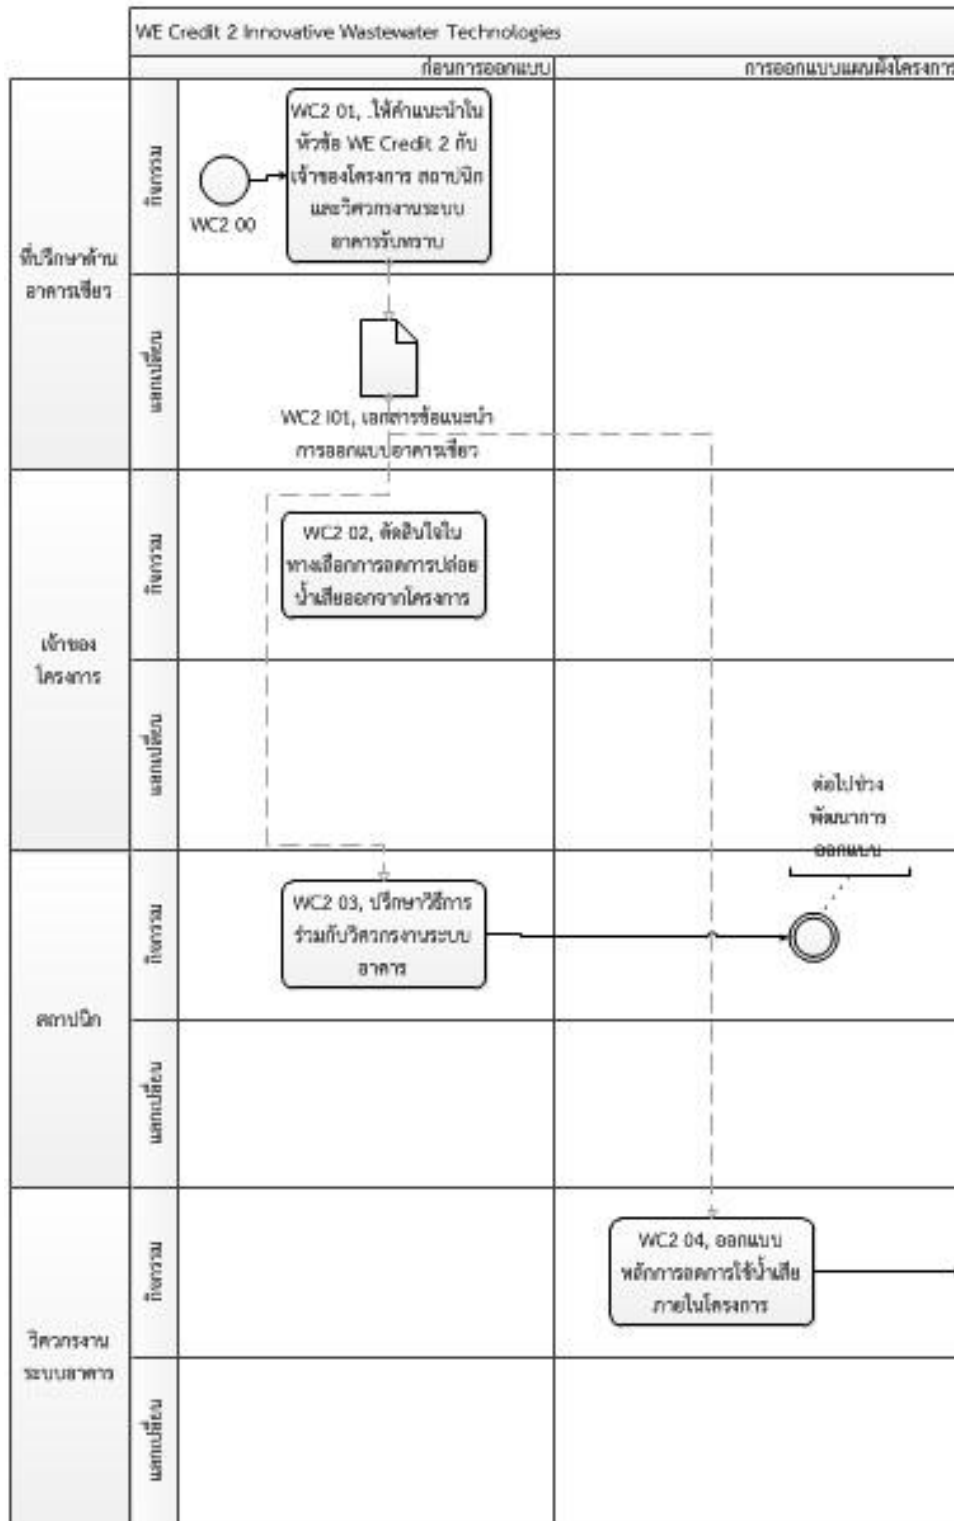 WE Credit 2 Innovative Wastewater Technologies
ก่อนการออกแบบ
การออกแบบแผนผังโครงการ
ที่ปรึกษาด้าน
อาคารเขียว
กิจกรรม
WC2 00
WC2 01, .ให้คำแนะนำใน
หัวข้อ WE Credit 2 กับ
เจ้าของโครงการ สถาปนิก
และวิศวกรงานระบบ
อาคารรับทราบ
แลกเปลี่ยน
WC2 I01, เอกสารข้อแนะนำ
การออกแบบอาคารเขียว
เจ้าของ
โครงการ
กิจกรรม
WC2 02, ตัดสินใจใน
ทางเลือกการลดการปล่อย
น้ำเสียออกจากโครงการ
แลกเปลี่ยน
ต่อไปช่วง
พัฒนาการ
ออกแบบ
สถาปนิก
กิจกรรม
WC2 03, ปรึกษาวิธีการ
ร่วมกับวิศวกรงานระบบ
อาคาร
แลกเปลี่ยน
วิศวกรงาน
ระบบอาคาร
กิจกรรม
WC2 04, ออกแบบ
หลักการลดการใช้น้ำเสีย
ภายในโครงการ
แลกเปลี่ยน